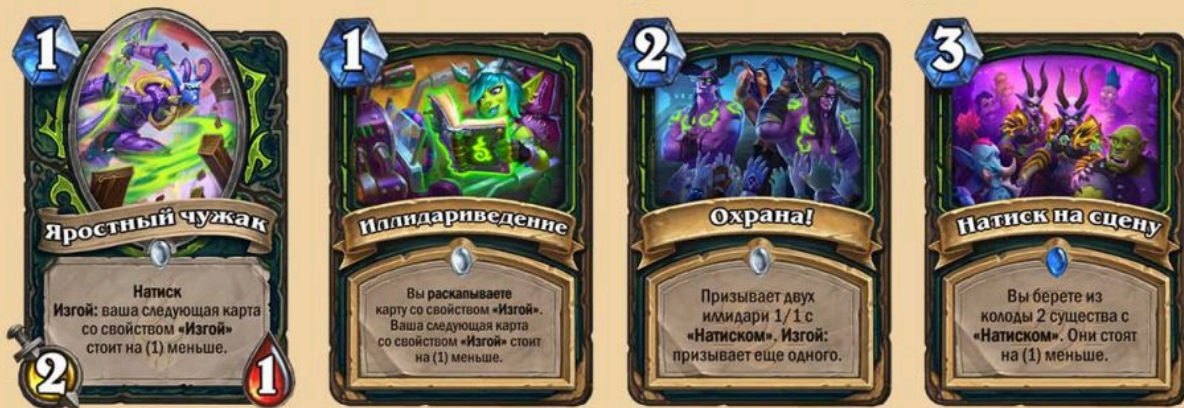 1
Яростный чужак
Натиск
Изгой: ваша следующая карта
со свойством «Изгой»
стоит на (1) меньше.
2
1
1
Иллидариведение
Вы раскапываете
карту со свойством «Изгой».
Ваша следующая карта
со свойством «Изгой» стоит
на (1) меньше.
2
Охрана!
Призывает двух
иллидари 1/1 с
«Натиском». Изгой:
призывает еще одного.
3
Натиск на сцену
Вы берете из
колоды 2 существа с
«Натиском». Они стоят
на (1) меньше.